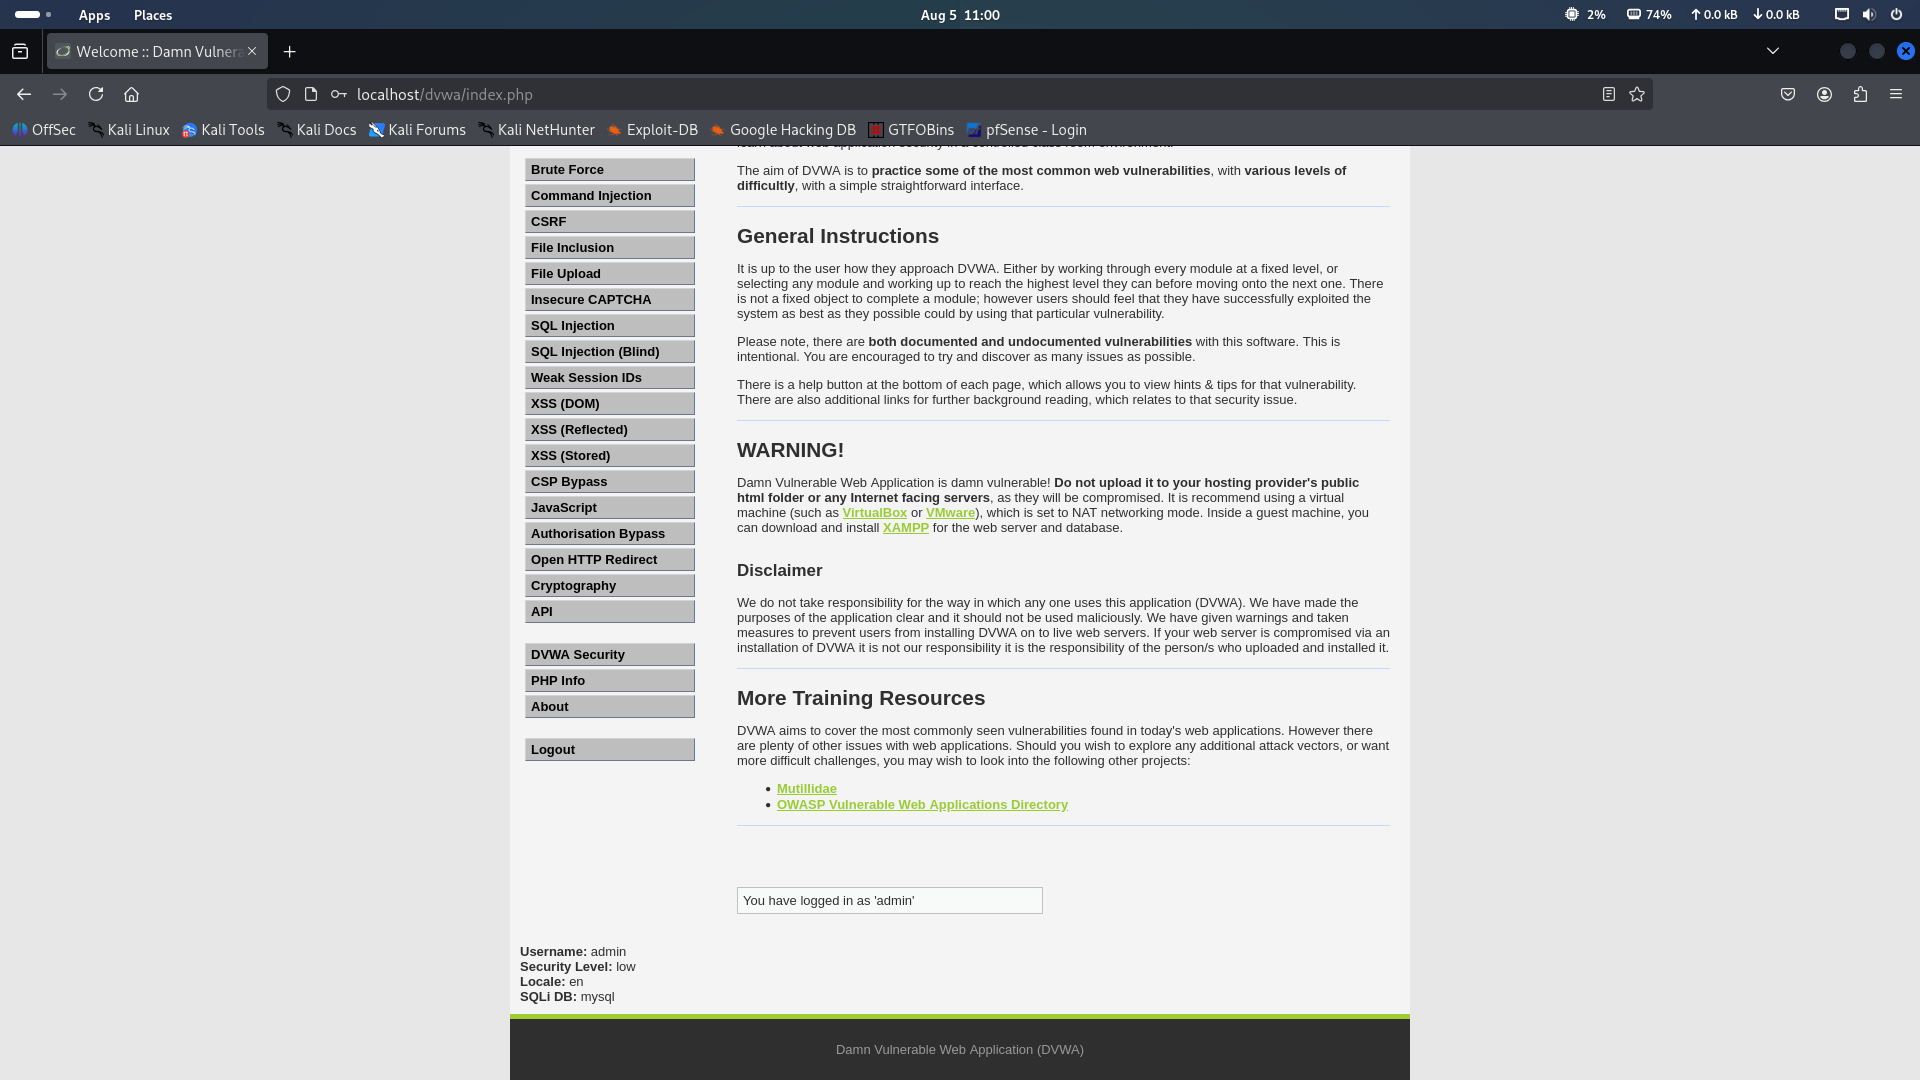 Apps Places Aug 5 11:00 2% 74% 0.0 kB 0.0 kB
Welcome :: Damn Vulnera
localhost/dvwa/index.php
OffSec Kali Linux Kali Tools Kali Docs Kali Forums Kali NetHunter Exploit-DB Google Hacking DB GTFOBins pfSense - Login
Brute Force
Command Injection
CSRF
File Inclusion
File Upload
Insecure CAPTCHA
SQL Injection
SQL Injection (Blind)
Weak Session IDs
XSS (DOM)
XSS (Reflected)
XSS (Stored)
CSP Bypass
JavaScript
Authorisation Bypass
Open HTTP Redirect
Cryptography
API
DVWA Security
PHP Info
About
Logout
The aim of DVWA is to practice some of the most common web vulnerabilities, with various levels of
difficultly, with a simple straightforward interface.
General Instructions
It is up to the user how they approach DVWA. Either by working through every module at a fixed level, or
selecting any module and working up to reach the highest level they can before moving onto the next one. There
is not a fixed object to complete a module; however users should feel that they have successfully exploited the
system as best as they possible could by using that particular vulnerability.
Please note, there are both documented and undocumented vulnerabilities with this software. This is
intentional. You are encouraged to try and discover as many issues as possible.
There is a help button at the bottom of each page, which allows you to view hints & tips for that vulnerability.
There are also additional links for further background reading, which relates to that security issue.
WARNING!
Damn Vulnerable Web Application is damn vulnerable! Do not upload it to your hosting provider's public
html folder or any Internet facing servers, as they will be compromised. It is recommend using a virtual
machine (such as VirtualBox or VMware), which is set to NAT networking mode. Inside a guest machine, you
can download and install XAMPP for the web server and database.
Disclaimer
We do not take responsibility for the way in which any one uses this application (DVWA). We have made the
purposes of the application clear and it should not be used maliciously. We have given warnings and taken
measures to prevent users from installing DVWA on to live web servers. If your web server is compromised via an
installation of DVWA it is not our responsibility it is the responsibility of the person/s who uploaded and installed it.
More Training Resources
DVWA aims to cover the most commonly seen vulnerabilities found in today's web applications. However there
are plenty of other issues with web applications. Should you wish to explore any additional attack vectors, or want
more difficult challenges, you may wish to look into the following other projects:
Mutillidae
OWASP Vulnerable Web Applications Directory
You have logged in as 'admin'
Username: admin
Security Level: low
Locale: en
SQLi DB: mysql
Damn Vulnerable Web Application (DVWA)